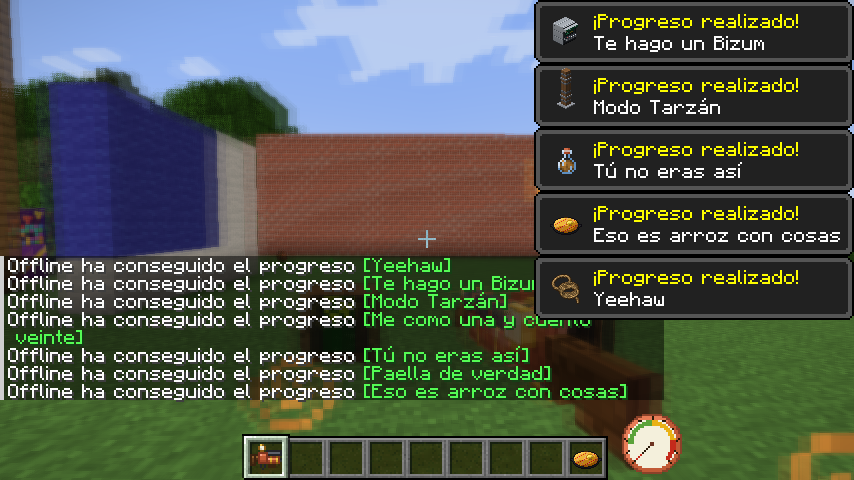 ¡Progreso realizado!
Te hago un Bizum
¡Progreso realizado!
Modo Tarzán
¡Progreso realizado!
Tú no eras así
¡Progreso realizado!
Eso es arroz con cosas
¡Progreso realizado!
Yeehaw
Offline ha conseguido el progreso [Yeehaw]
Offline ha conseguido el progreso [Te hago un Bizu
Offline ha conseguido el progreso [Modo Tarzán]
Offline ha conseguido el progreso [Me como una y cuento
veinte]
Offline ha conseguido el progreso [Tú no eras así]
Offline ha conseguido el progreso [Paella de verdad]
Offline ha conseguido el progreso [Eso es arroz con cosas]